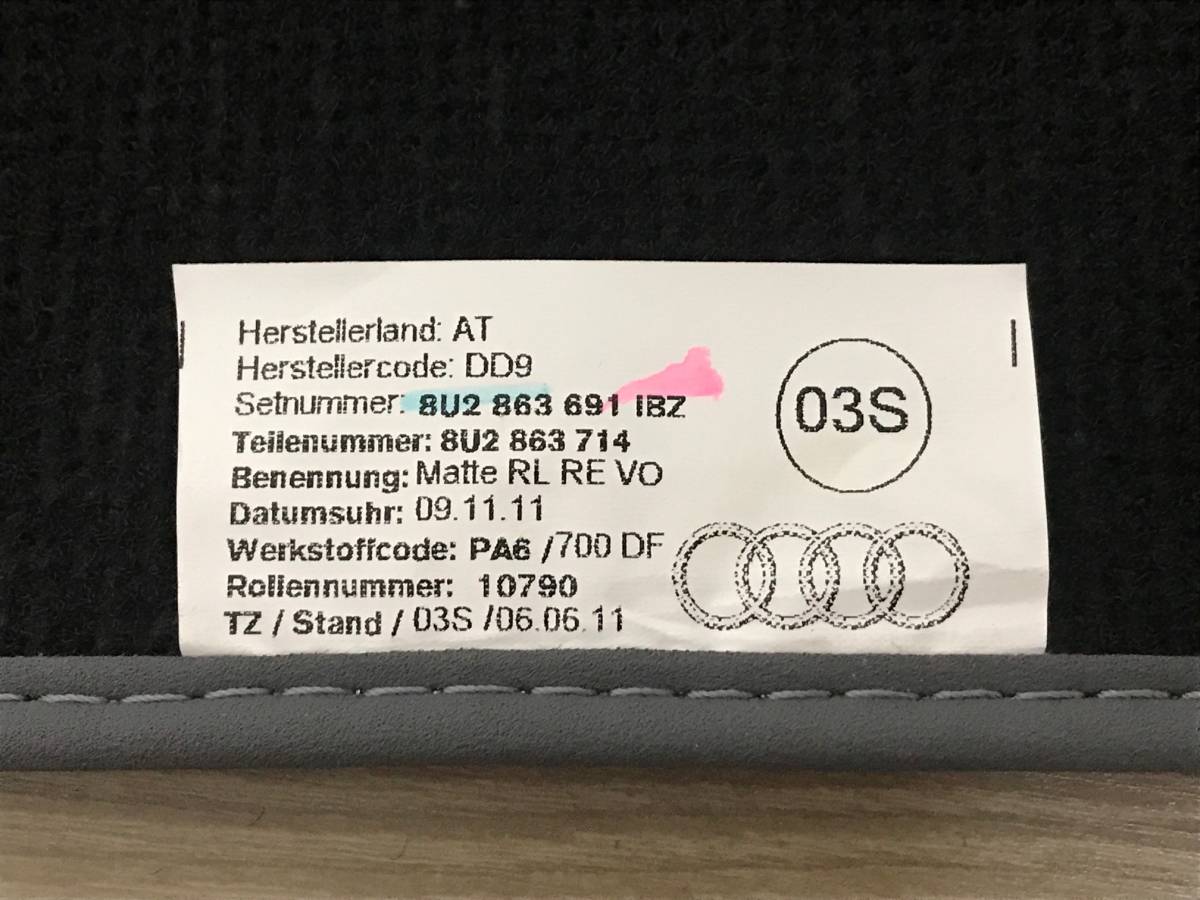 Herstellerland: AT
Herstellercode: DD9
Setnummer: 8U2 863 691 IBZ
Teilenummer: 8U2 863 714
Benennung: Matte RL RE VO
Datumsuhr: 09.11.11
Werkstoffcode: PA6 /700 DF
Rollennummer: 10790
TZ / Stand / 03S /06.06.11
03S